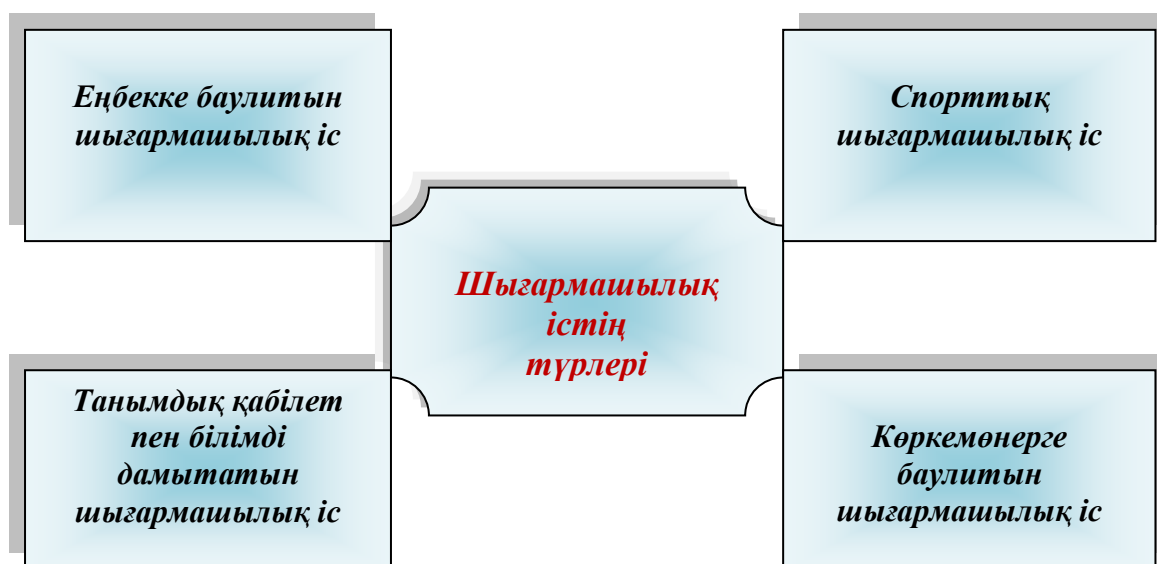 Еңбекке баулитын
шығармашылық іс
Спорттық
шығармашылық іс
Шығармашылық
істің
түрлері
Танымдық қабілет
пен білімді
дамытатын
шығармашылық іс
Көркемөнерге
баулитын
шығармашылық іс